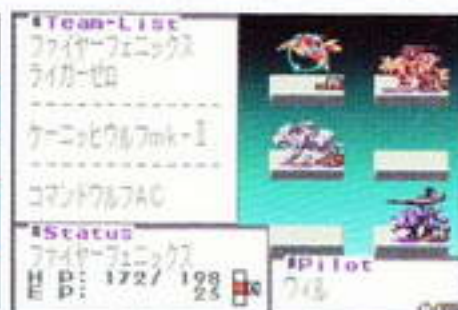 #Team-List
ファイヤーフェニックス
ライガーゼロ
ケーニッヒウルフmk-Ⅱ
コマンドウルフAC
#Status
ファイヤーフェニックス
HP: 172/ 198
EP: 25
#Pilot
フィル